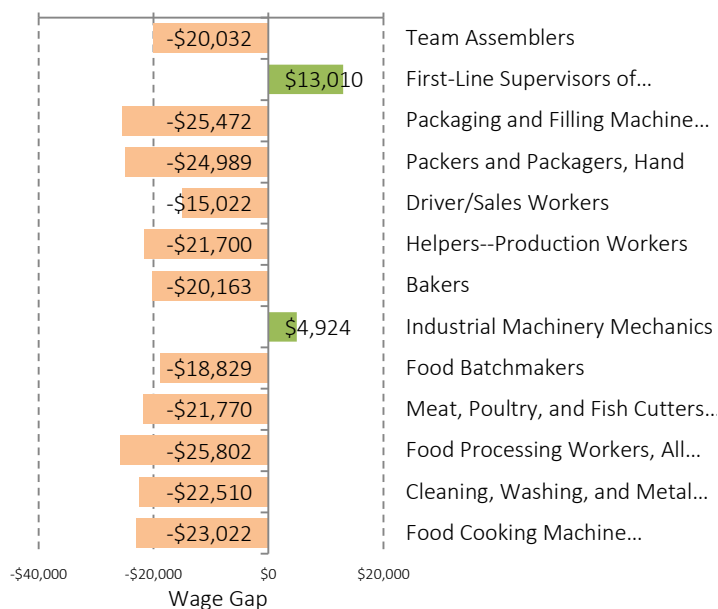 -$20,032 Team Assemblers
$13,010 First-Line Supervisors of…
-$25,472 Packaging and Filling Machine…
-$24,989 Packers and Packagers, Hand
-$15,022 Driver/Sales Workers
-$21,700 Helpers--Production Workers
-$20,163 Bakers
$4,924 Industrial Machinery Mechanics
-$18,829 Food Batchmakers
-$21,770 Meat, Poultry, and Fish Cutters…
-$25,802 Food Processing Workers, All…
-$22,510 Cleaning, Washing, and Metal…
-$23,022 Food Cooking Machine…
-$40,000 -$20,000 $0 $20,000
Wage Gap